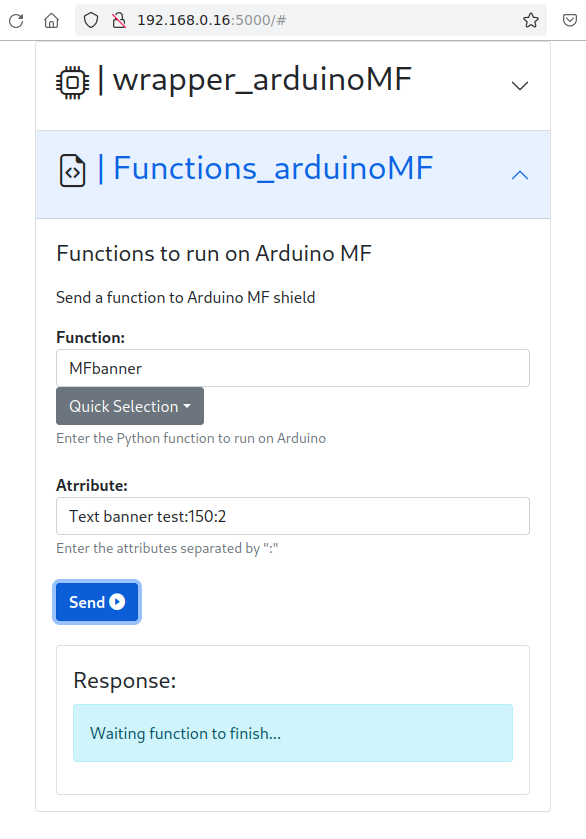 192.168.0.16:5000/#
| wrapper_arduinoMF
| Functions_arduinoMF
Functions to run on Arduino MF
Send a function to Arduino MF shield
Function:
MFbanner
Quick Selection
Enter the Python function to run on Arduino
Atrribute:
Text banner test:150:2
Enter the attributes separated by ":"
Send
Response:
Waiting function to finish...